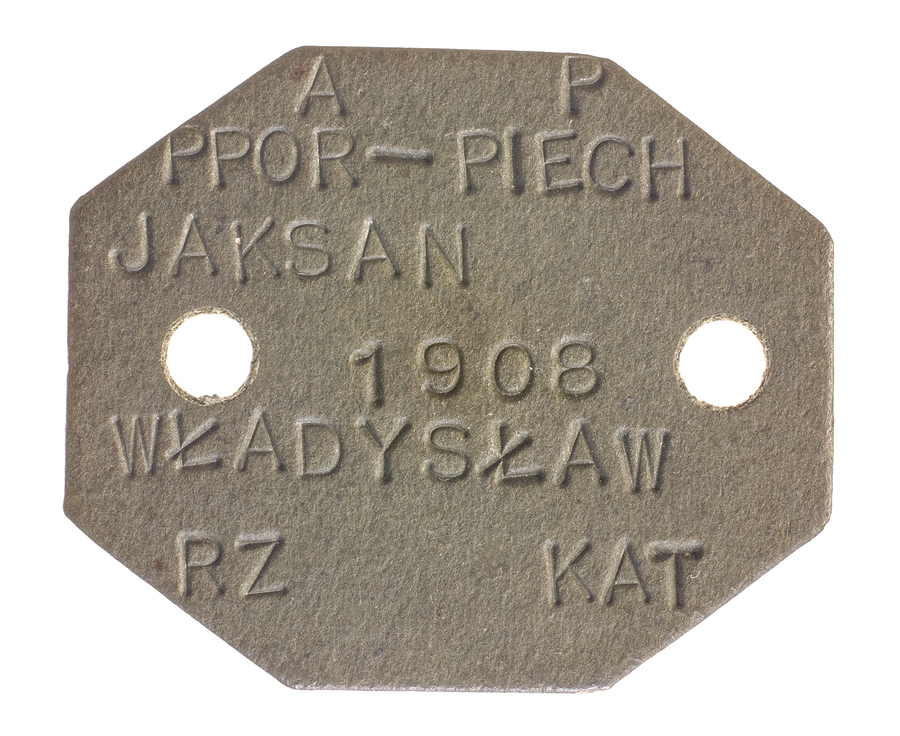 A P
PPOR-PIECH
JAKSAN
1908
WŁADYSŁAW
RZ KAT